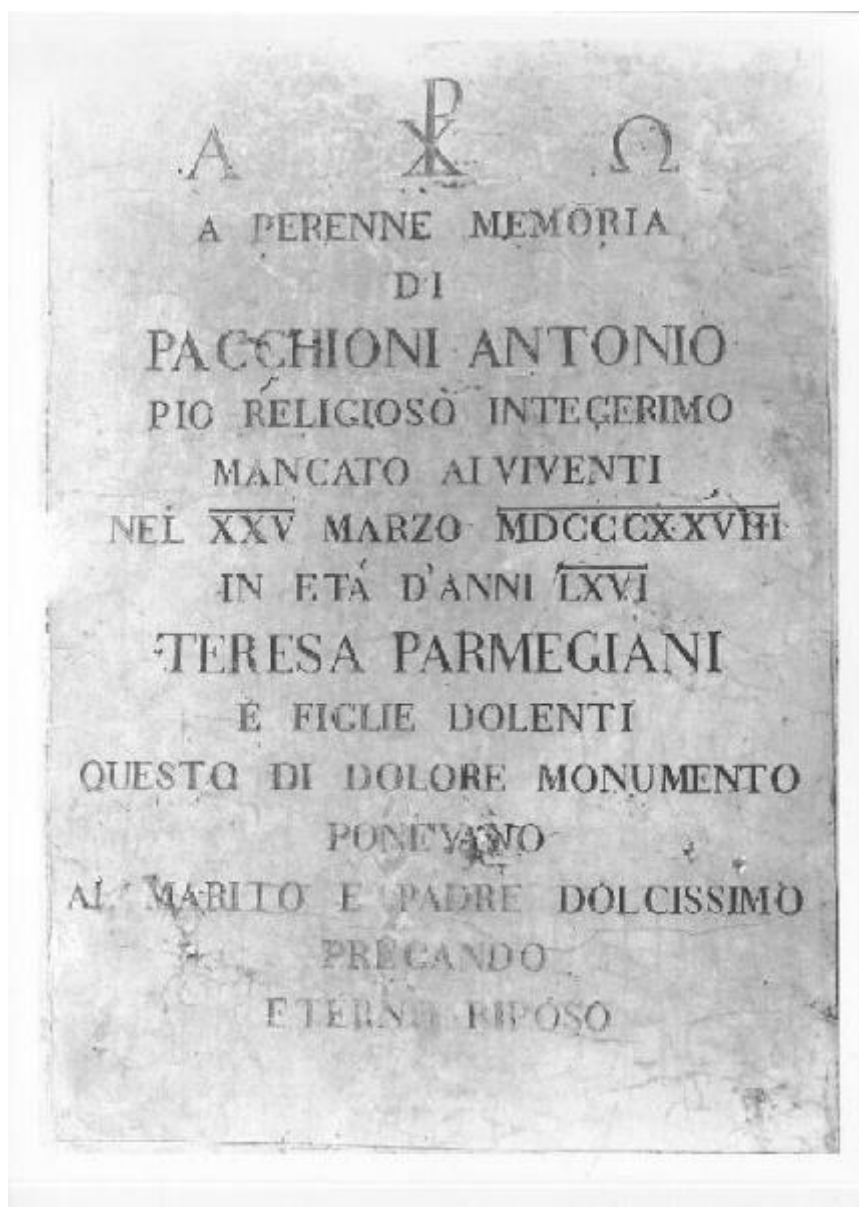 Α ☧ Ω
A PERENNE MEMORIA
DI
PACCHIONI ANTONIO
PIO RELIGIOSO INTEGERIMO
MANCATO AI VIVENTI
NEL XXV MARZO MDCCCXXVIII
IN ETÁ D'ANNI LXVI
TERESA PARMEGIANI
E FIGLIE DOLENTI
QUESTO DI DOLORE MONUMENTO
PONEVANO
AL MARITO E PADRE DOLCISSIMO
PREGANDO
ETERNO RIPOSO